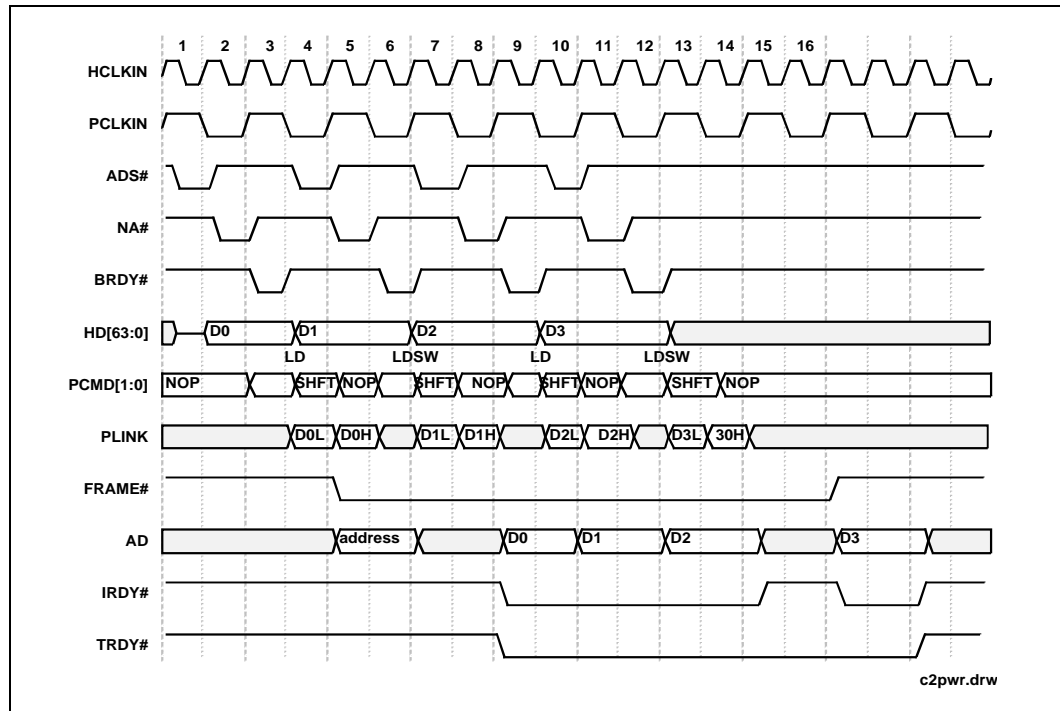 1 2 3 4 5 6 7 8 9 10 11 12 13 14 15 16
HCLKIN
PCLKIN
ADS#
NA#
BRDY#
HD[63:0] D0 D1 D2 D3
LD LDSW LD LDSW
PCMD[1:0] NOP SHFT NOP SHFT NOP SHFT NOP SHFT NOP
PLINK D0L D0H D1L D1H D2L D2H D3L 30H
FRAME#
AD address D0 D1 D2 D3
IRDY#
TRDY#
c2pwr.drw